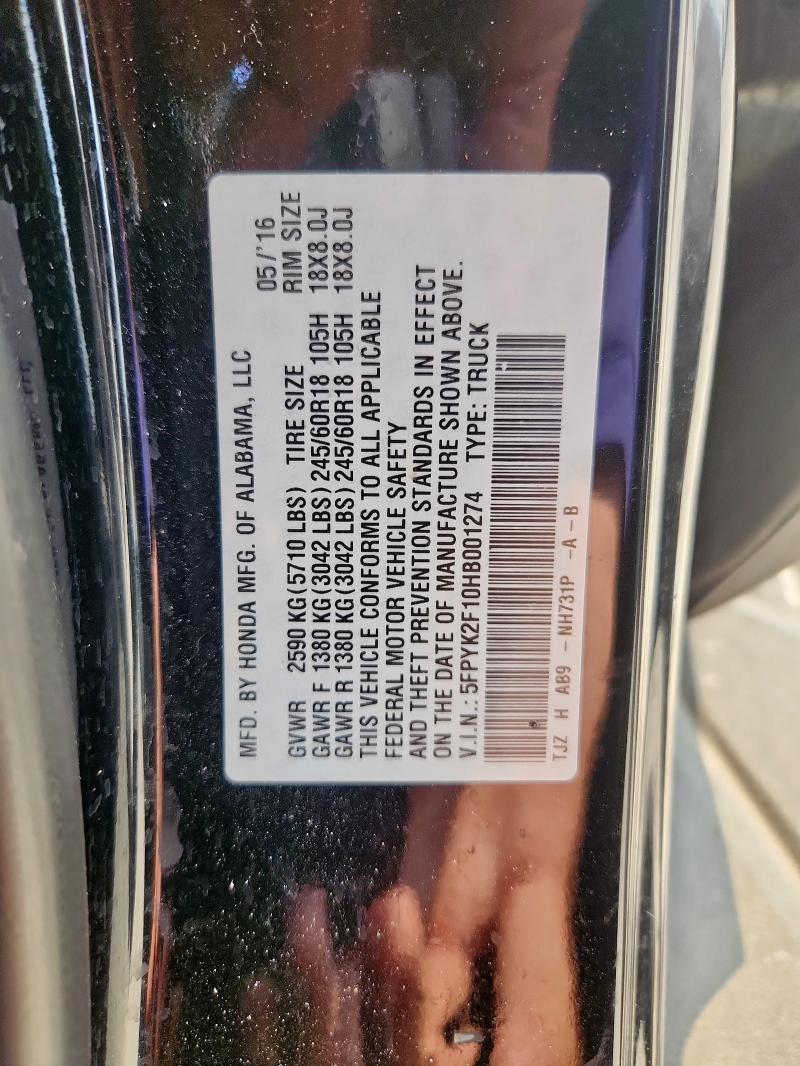 MFD. BY HONDA MFG. OF ALABAMA, LLC
05/'16
GVWR 2590 KG(5710 LBS) TIRE SIZE RIM SIZE
GAWR F 1380 KG(3042 LBS) 245/60R18 105H 18X8.0J
GAWR R 1380 KG(3042 LBS) 245/60R18 105H 18X8.0J
THIS VEHICLE CONFORMS TO ALL APPLICABLE
FEDERAL MOTOR VEHICLE SAFETY
AND THEFT PREVENTION STANDARDS IN EFFECT
ON THE DATE OF MANUFACTURE SHOWN ABOVE.
V.I.N.: 5FPYK2F10HB001274 TYPE: TRUCK
TJZ H AB9 - NH731P -A-B